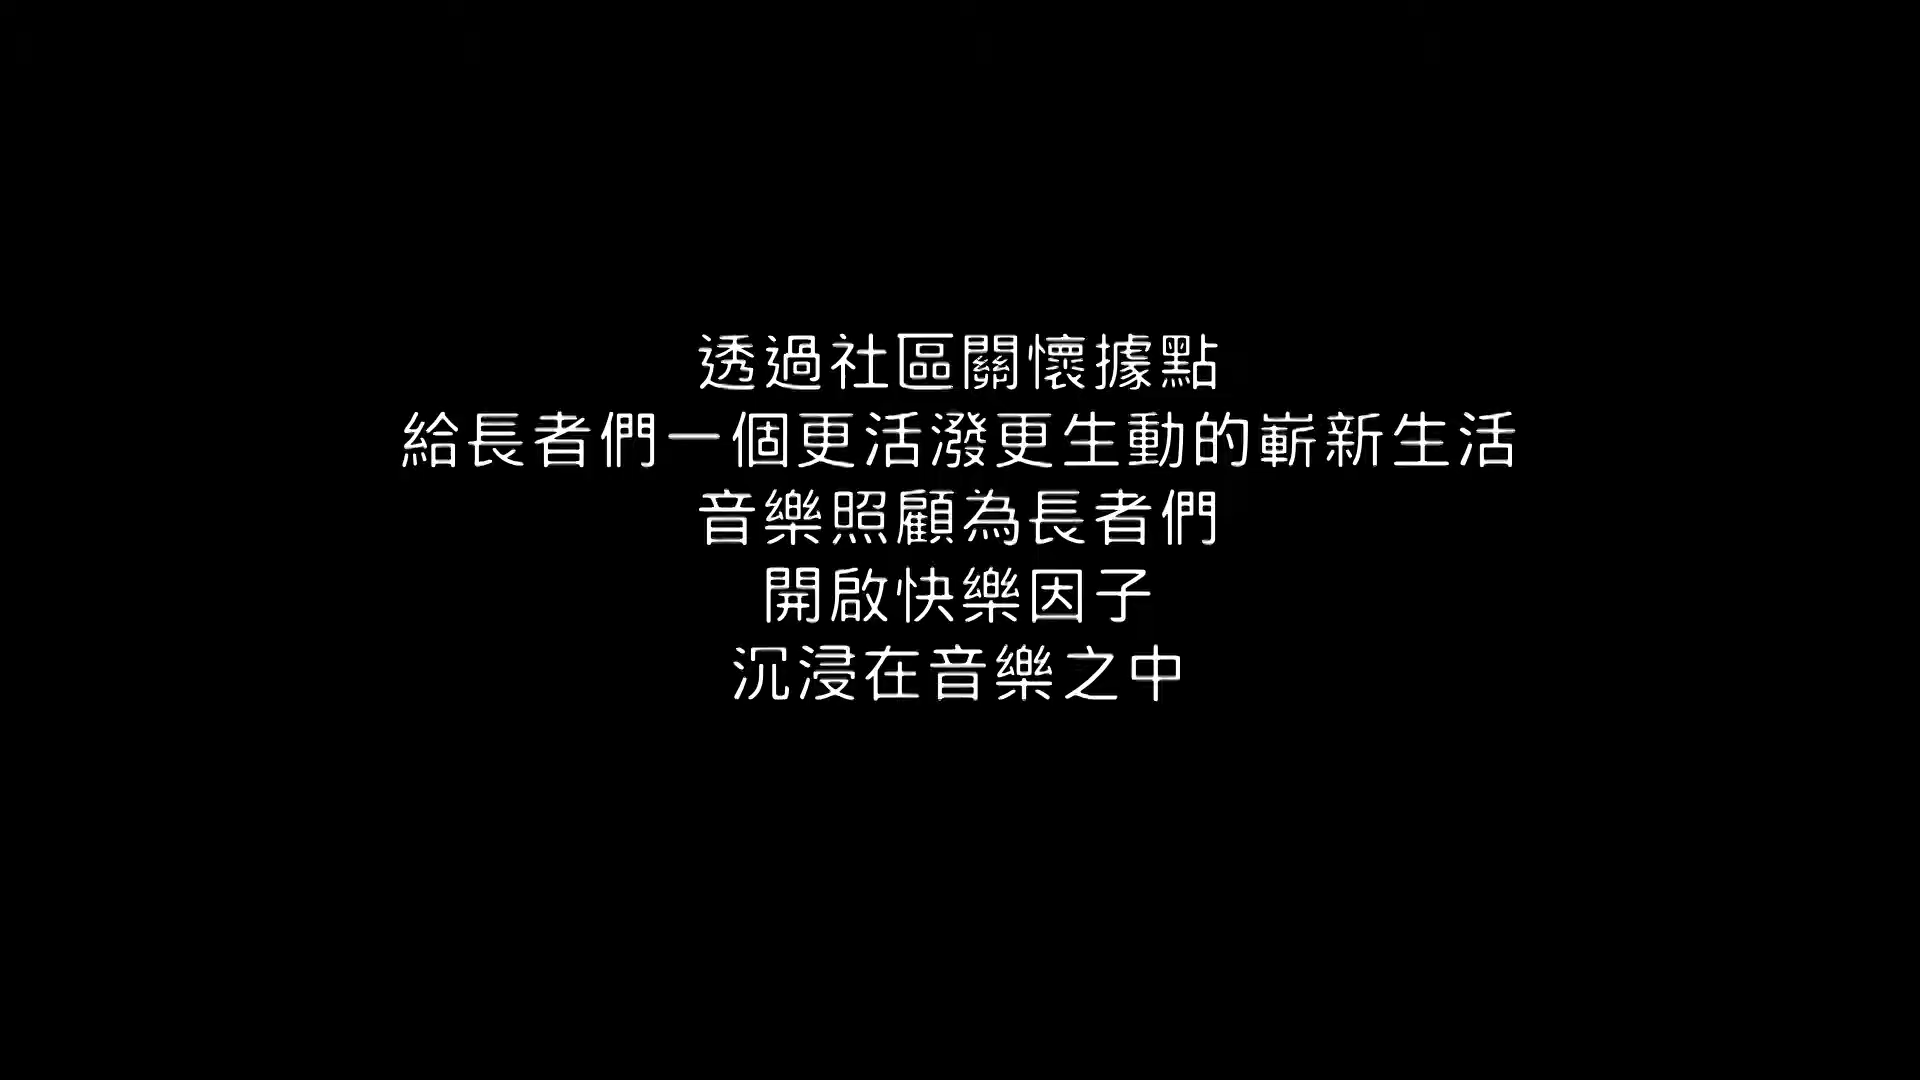 透過社區關懷據點
給長者們一個更活潑更生動的嶄新生活
音樂照顧為長者們
開啟快樂因子
沉浸在音樂之中